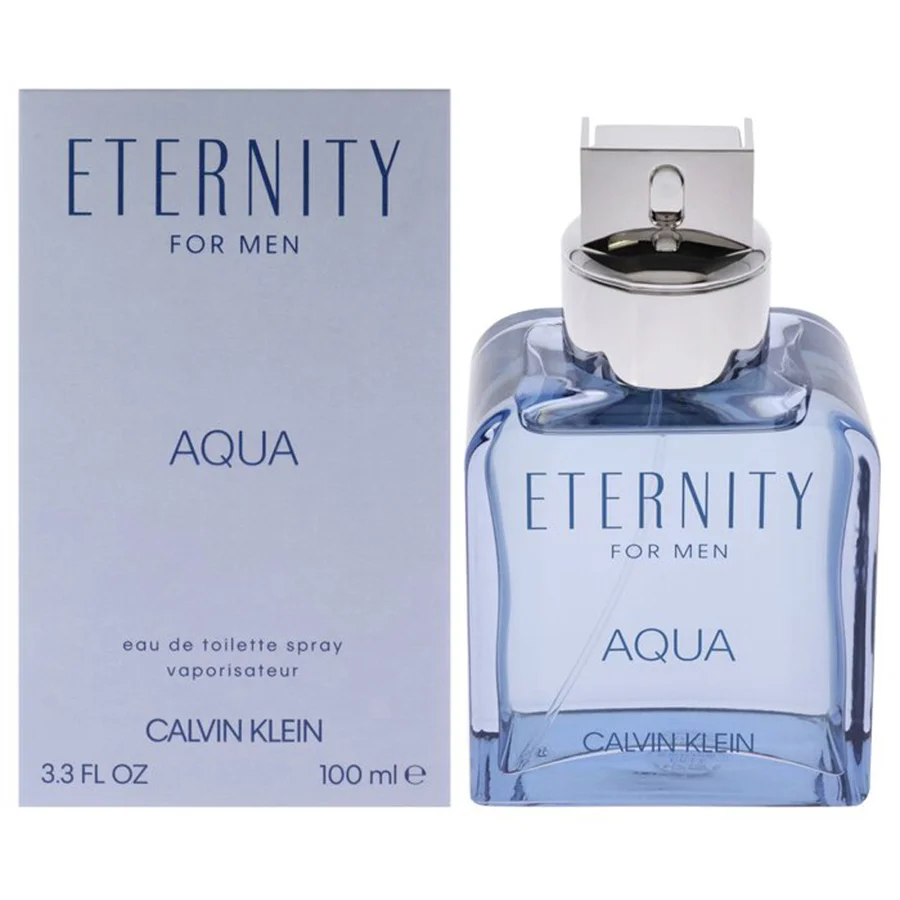 ETERNITY
FOR MEN
AQUA
eau de toilette spray
vaporisateur
CALVIN KLEIN
3.3 FL OZ 100 ml ℮
ETERNITY
FOR MEN
AQUA
CALVIN KLEIN